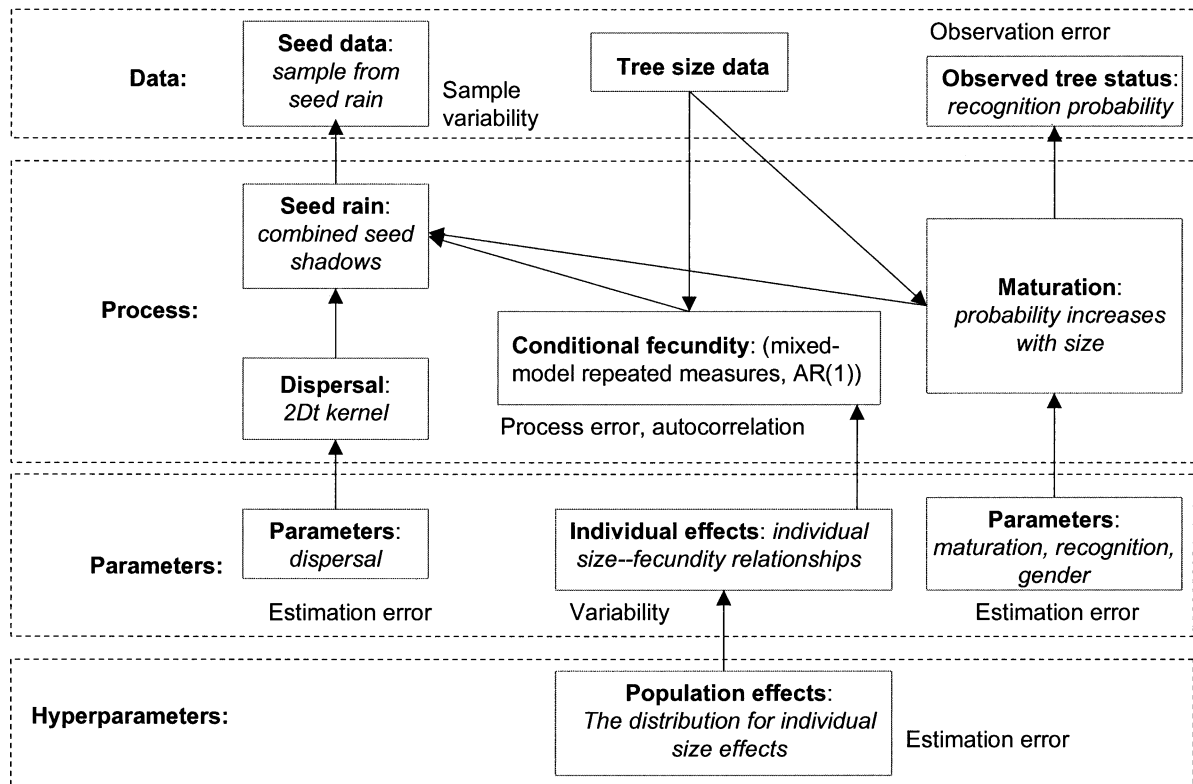 Data:
Seed data:
sample from
seed rain
Sample
variability
Tree size data
Observation error
Observed tree status:
recognition probability
Process:
Seed rain:
combined seed
shadows
Dispersal:
2Dt kernel
Conditional fecundity: (mixed-
model repeated measures, AR(1))
Process error, autocorrelation
Maturation:
probability increases
with size
Parameters:
Parameters:
dispersal
Estimation error
Individual effects: individual
size--fecundity relationships
Variability
Parameters:
maturation, recognition,
gender
Estimation error
Hyperparameters:
Population effects:
The distribution for individual
size effects
Estimation error